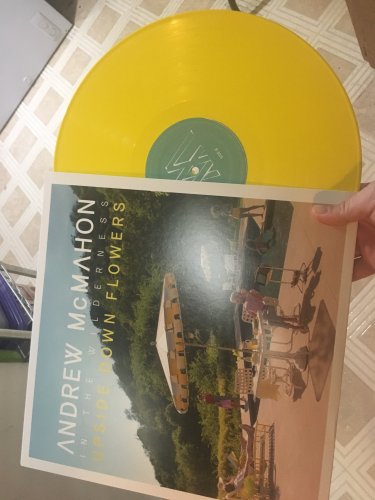 ANDREW McMAHON
IN THE WILDERNESS
UPSIDE DOWN FLOWERS